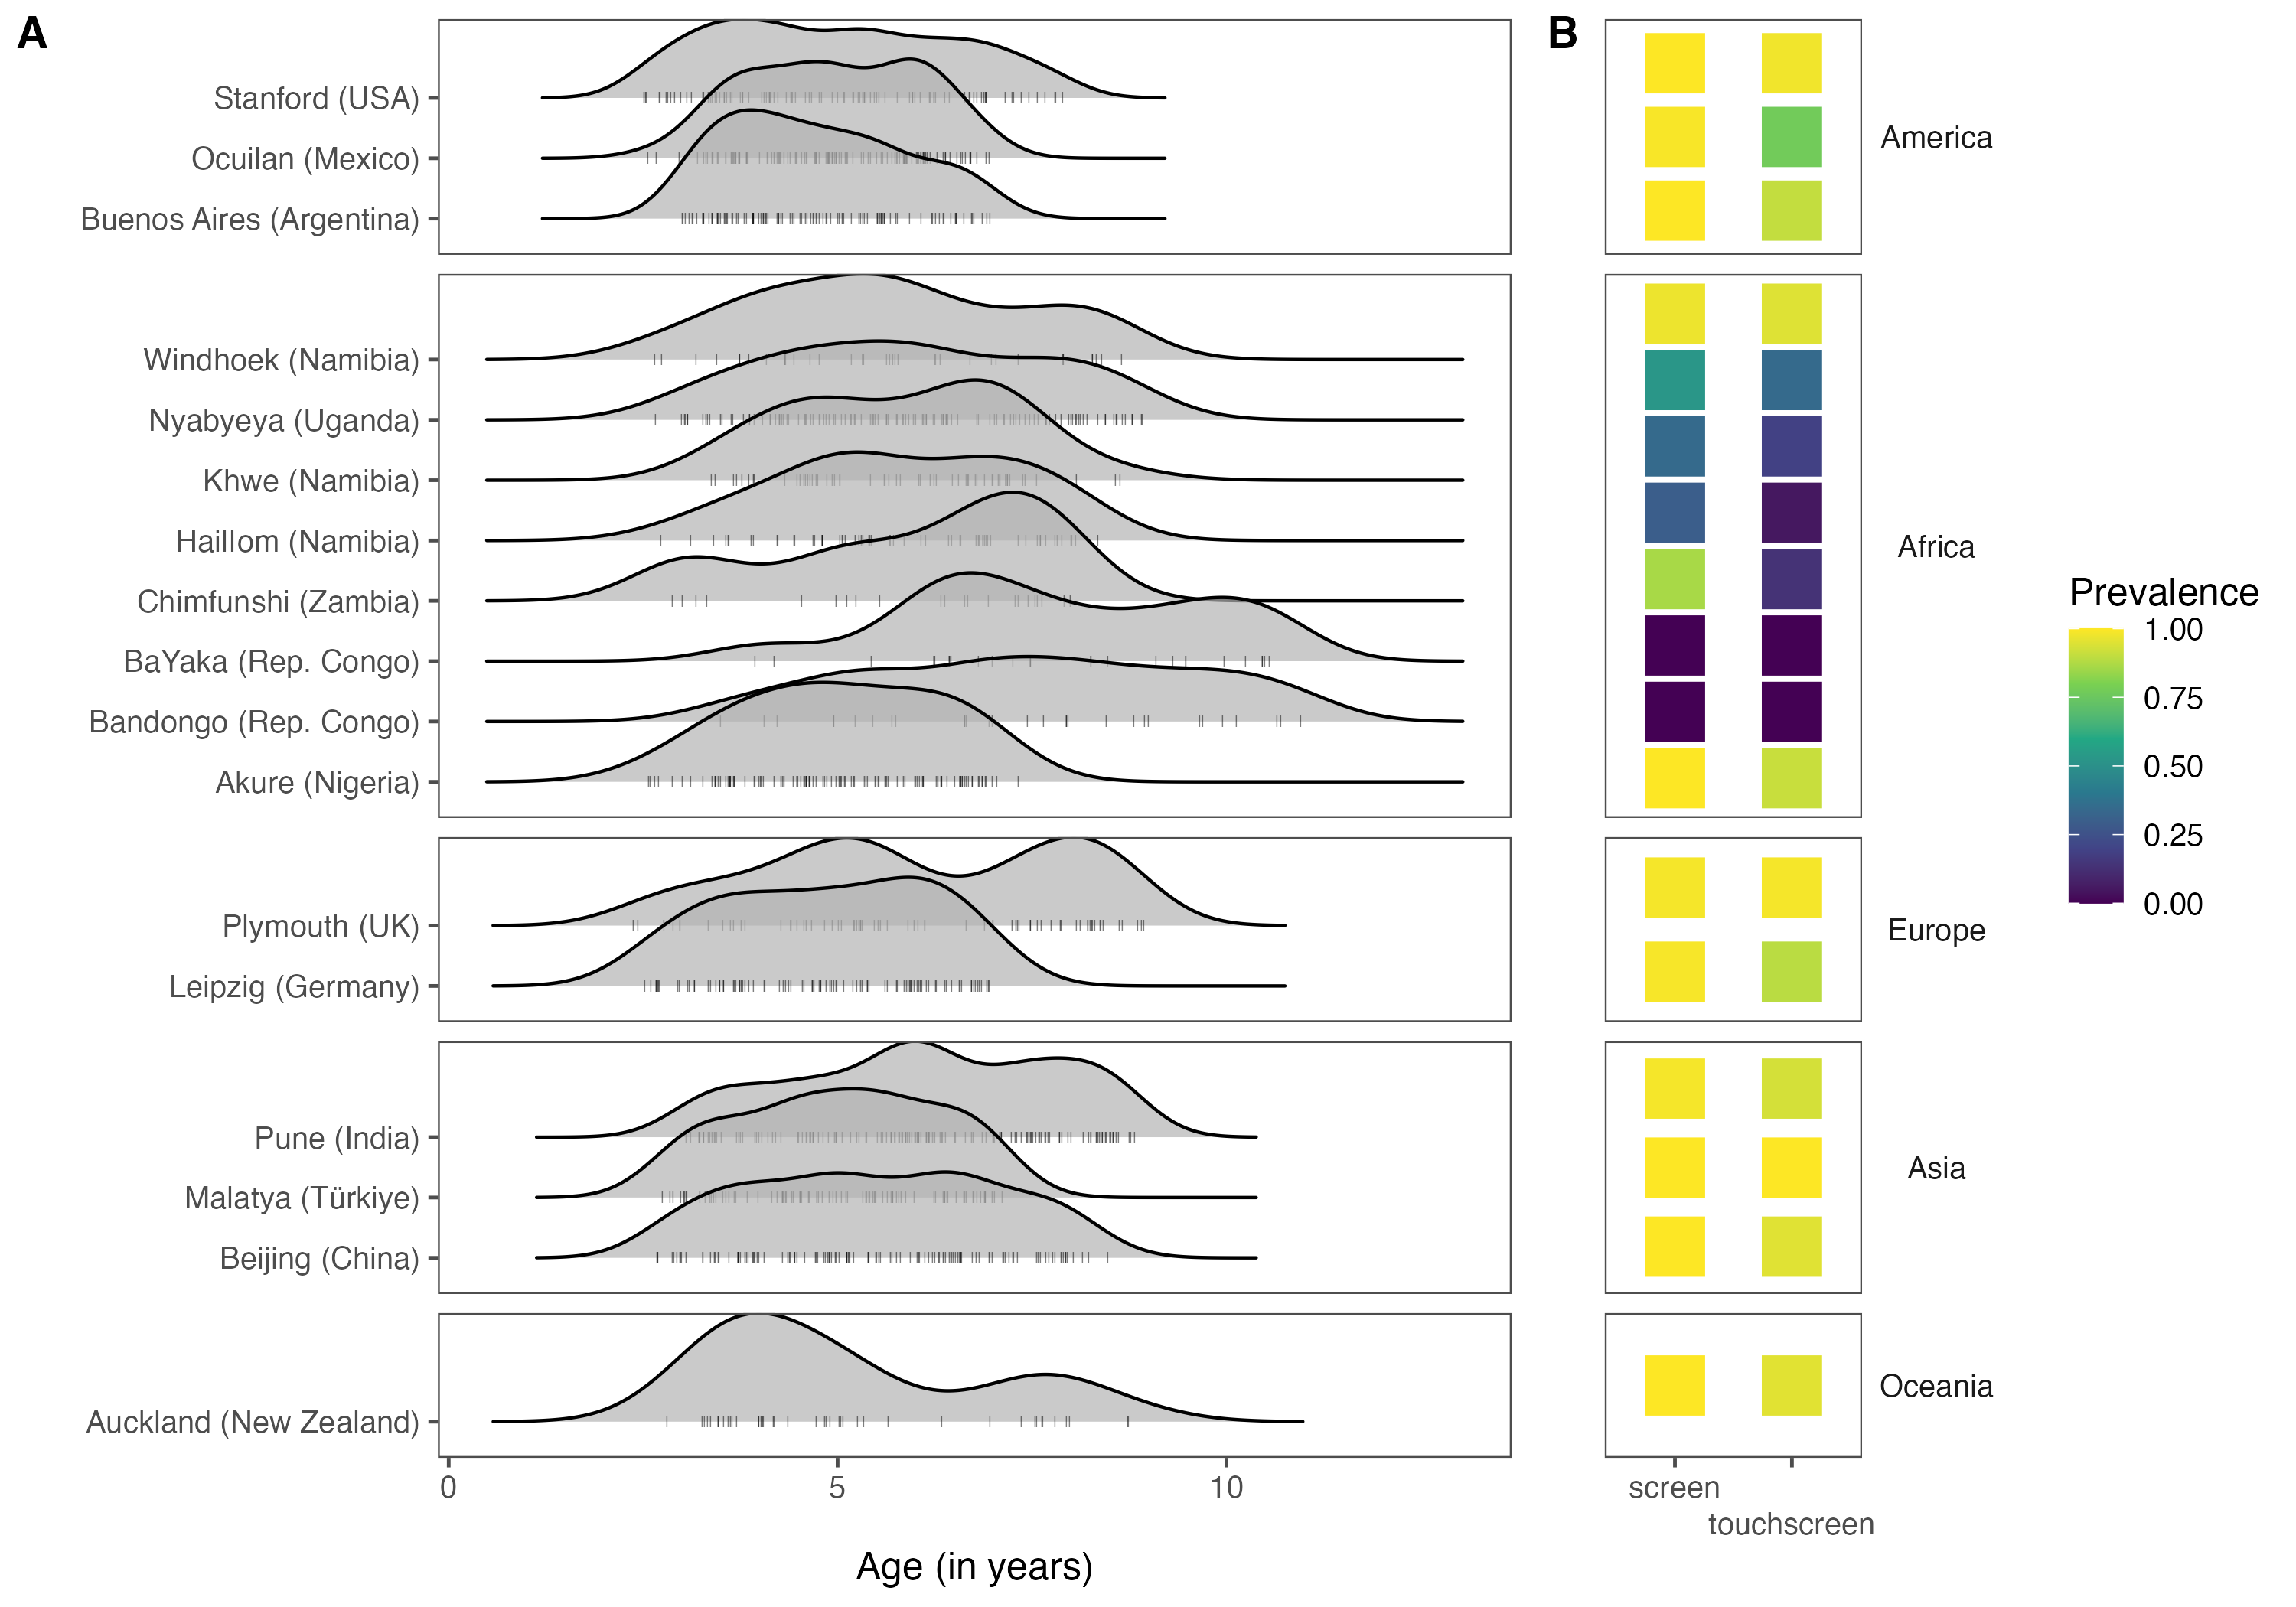 A
B
Stanford (USA)
Ocuilan (Mexico)
Buenos Aires (Argentina)
America
Windhoek (Namibia)
Nyabyeya (Uganda)
Khwe (Namibia)
Haillom (Namibia)
Chimfunshi (Zambia)
BaYaka (Rep. Congo)
Bandongo (Rep. Congo)
Akure (Nigeria)
Africa
Prevalence
1.00
0.75
0.50
0.25
0.00
Plymouth (UK)
Leipzig (Germany)
Europe
Pune (India)
Malatya (Türkiye)
Beijing (China)
Asia
Auckland (New Zealand)
Oceania
0 5 10
screen
touchscreen
Age (in years)